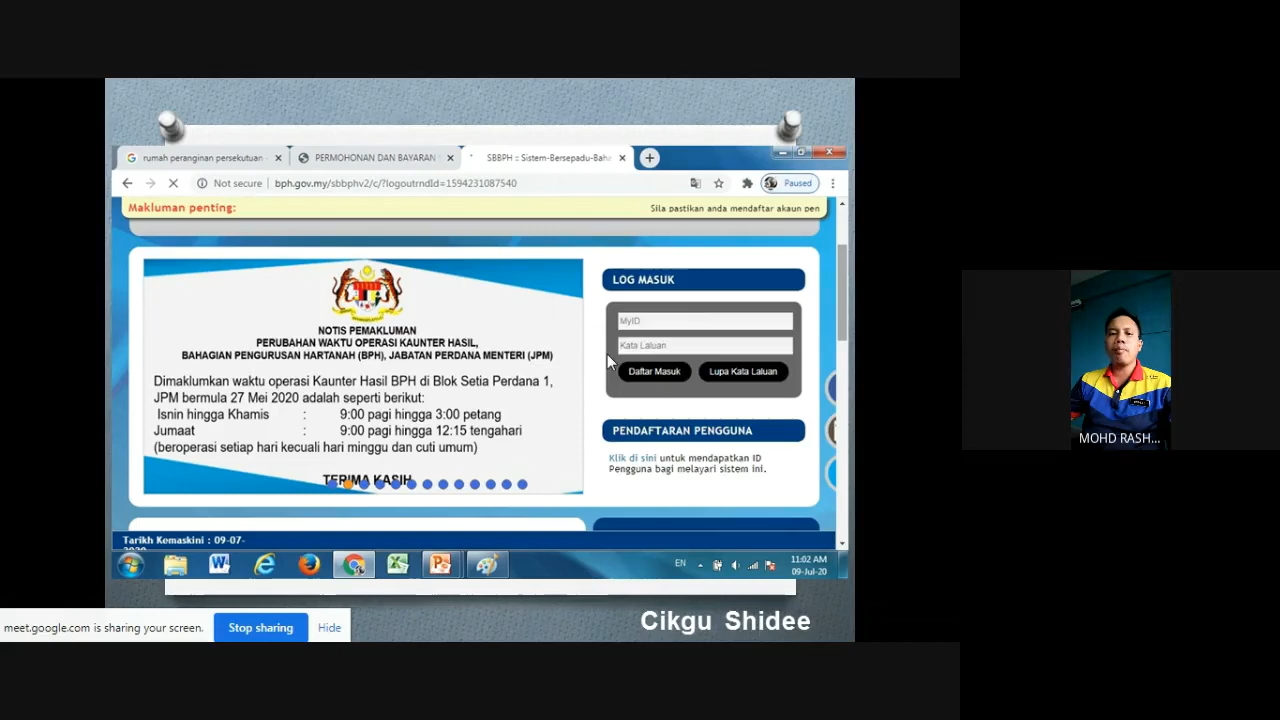 rumah peranginan persekutuan
PERMOHONAN DAN BAYARAN
SBBPH :: Sistem-Bersepadu-Baha
Not secure
bph.gov.my/sbbphv2/c/?logoutrndId=1594231087540
Paused
Makluman penting:
Sila pastikan anda mendaftar akaun pen
NOTIS PEMAKLUMAN
PERUBAHAN WAKTU OPERASI KAUNTER HASIL,
BAHAGIAN PENGURUSAN HARTANAH (BPH), JABATAN PERDANA MENTERI (JPM)
Dimaklumkan waktu operasi Kaunter Hasil BPH di Blok Setia Perdana 1,
JPM bermula 27 Mei 2020 adalah seperti berikut:
Isnin hingga Khamis : 9:00 pagi hingga 3:00 petang
Jumaat : 9:00 pagi hingga 12:15 tengahari
(beroperasi setiap hari kecuali hari minggu dan cuti umum)
TERIMA KASIH
LOG MASUK
MyID
Kata Laluan
Daftar Masuk
Lupa Kata Laluan
PENDAFTARAN PENGGUNA
Klik di sini untuk mendapatkan ID
Pengguna bagi melayari sistem ini.
Tarikh Kemaskini : 09-07-
2020
EN
11:02 AM
09-Jul-20
Cikgu Shidee
meet.google.com is sharing your screen.
Stop sharing
Hide
MOHD RASH...